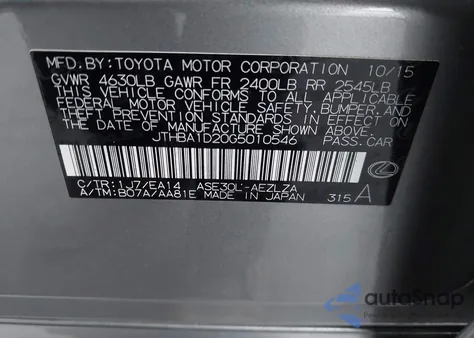 MFD.BY:TOYOTA MOTOR CORPORATION 10/15
GVWR 4630LB GAWR FR 2400LB RR 2545LB
THIS VEHICLE CONFORMS TO ALL APPLICABLE
FEDERAL MOTOR VEHICLE SAFETY,BUMPER,AND
THEFT PREVENTION STANDARDS IN EFFECT ON
THE DATE OF MANUFACTURE SHOWN ABOVE.
JTHBA1D20G5010546 PASS.CAR
C/TR:1J7/EA14 ASE30L-AEZLZA
A/TM:B07A/AA81E MADE IN JAPAN 315 A
autoSnap